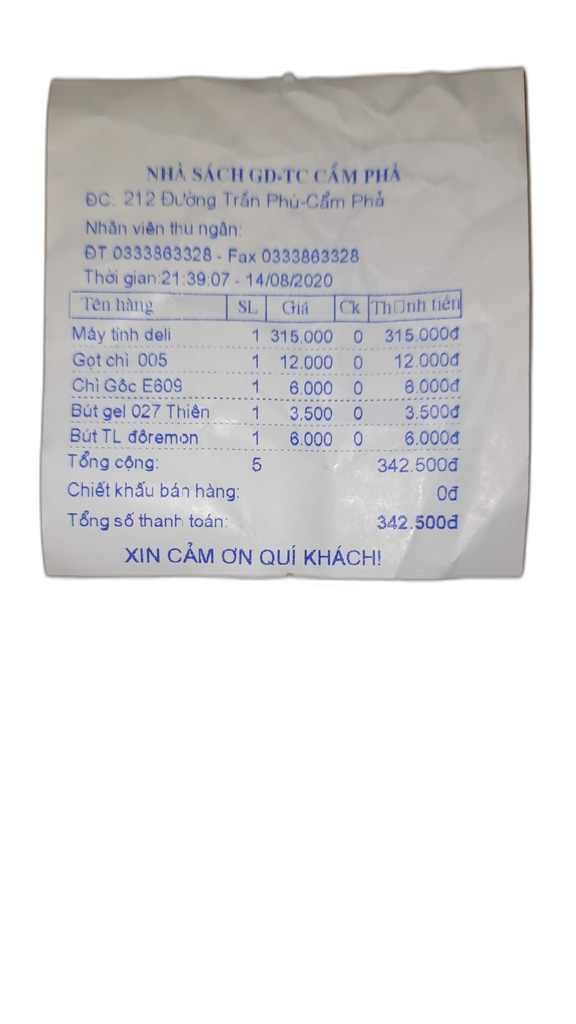 NHÀ SÁCH GD-TC CẨM PHẢ
ĐC: 212 Đường Trần Phú-Cẩm Phả
Nhân viên thu ngân:
ĐT 0333863328 - Fax 0333863328
Thời gian:21:39:07 - 14/08/2020
Tên hàng SL Giá Ck Th□nh tiền
Máy tính deli 1 315.000 0 315.000đ
Gọt chì 005 1 12.000 0 12.000đ
Chì Gôc E609 1 6.000 0 6.000đ
Bút gel 027 Thiên 1 3.500 0 3.500đ
Bút TL đôremon 1 6.000 0 6.000đ
Tổng cộng: 5 342.500đ
Chiết khấu bán hàng: 0đ
Tổng số thanh toán: 342.500đ
XIN CẢM ƠN QUÍ KHÁCH!